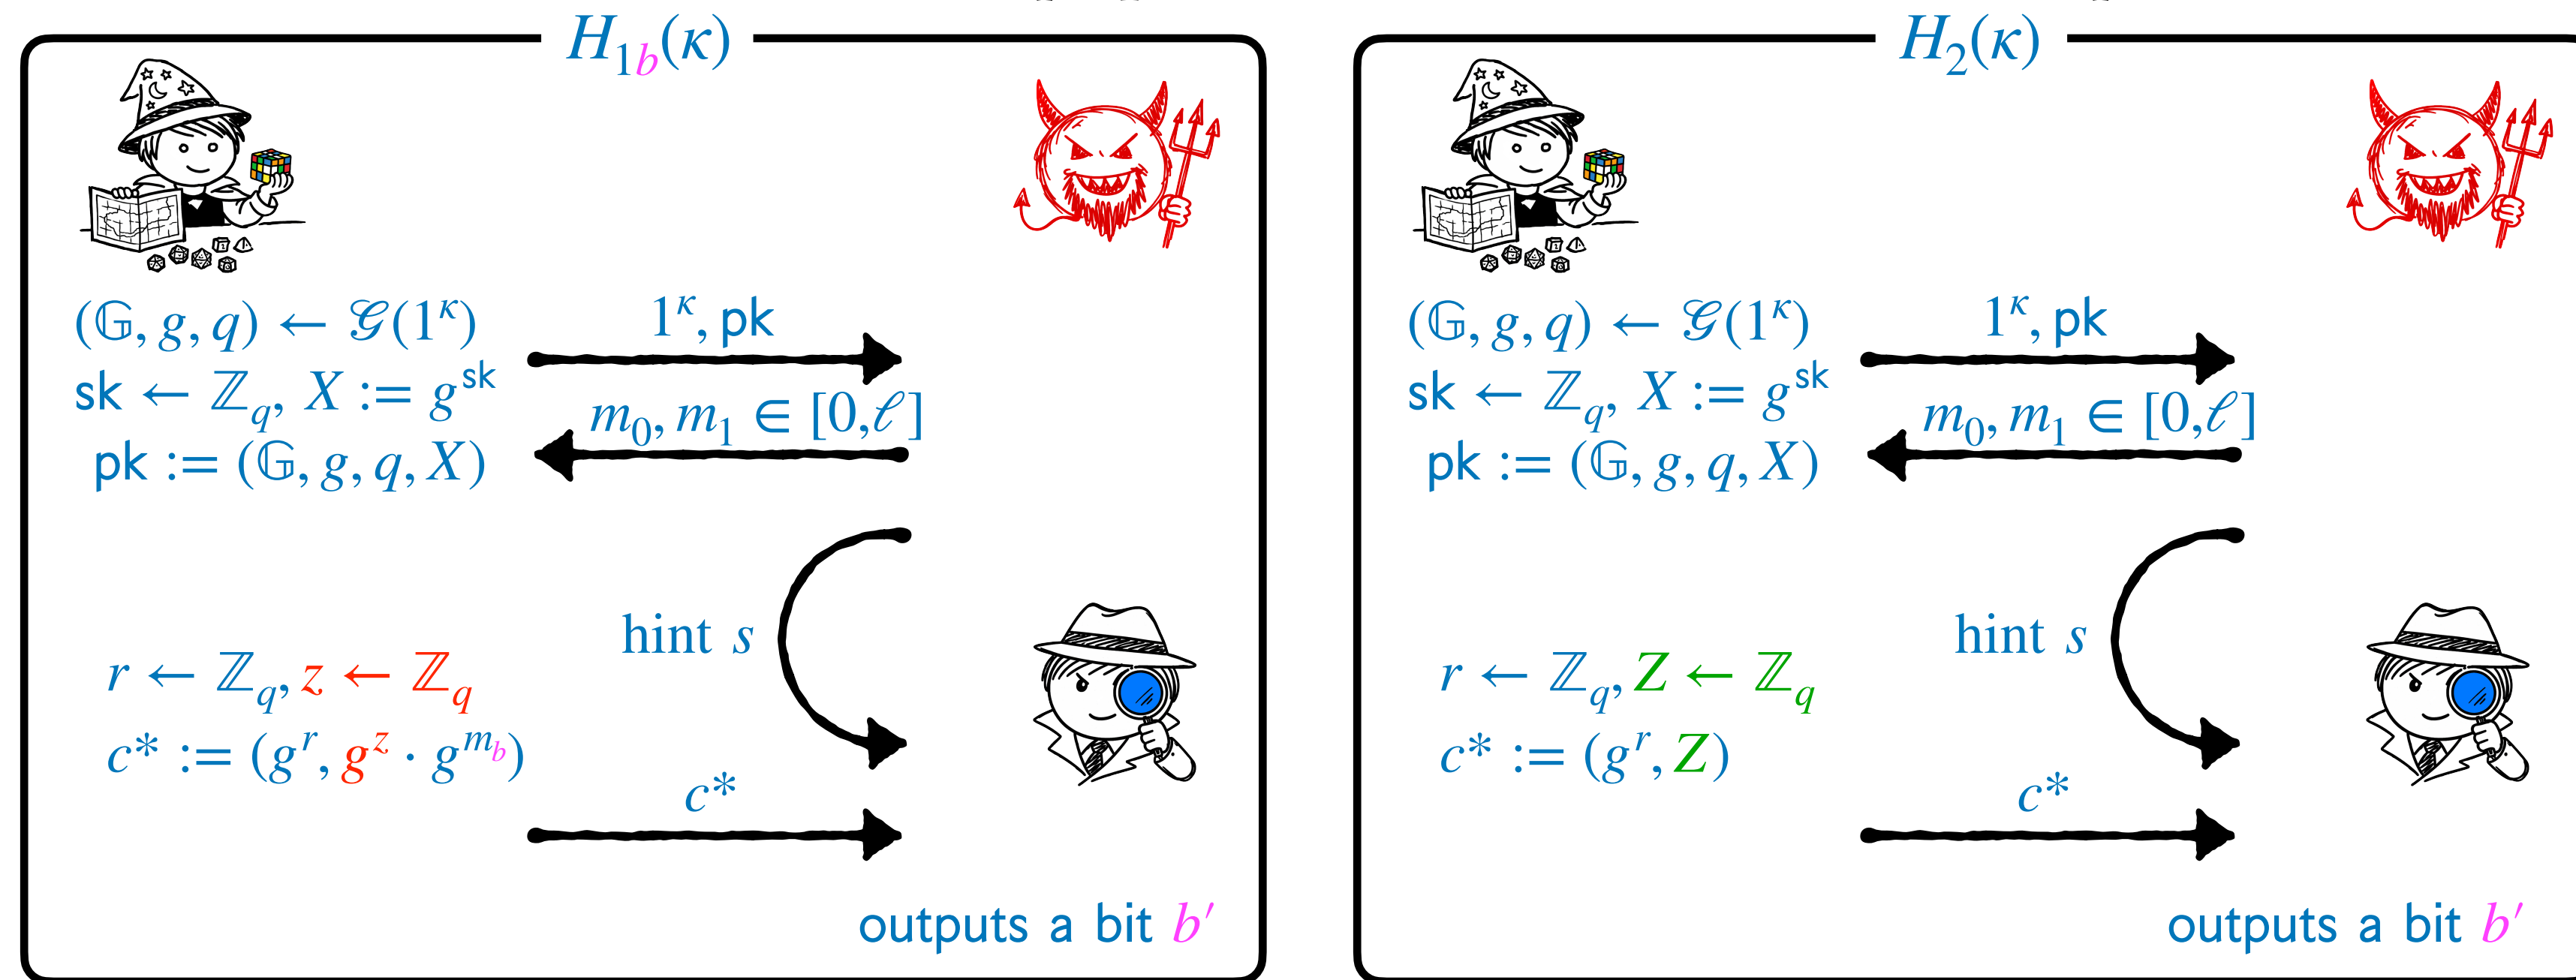 H_{1b}(κ)
(𝔾, g, q) ← 𝒢(1^κ)
sk ← ℤ_q, X := g^{sk}
pk := (𝔾, g, q, X)
1^κ, pk
m_0, m_1 ∈ [0,ℓ]
hint s
r ← ℤ_q, z ← ℤ_q
c* := (g^r, g^z · g^{m_b})
c*
outputs a bit b′
H_2(κ)
(𝔾, g, q) ← 𝒢(1^κ)
sk ← ℤ_q, X := g^{sk}
pk := (𝔾, g, q, X)
1^κ, pk
m_0, m_1 ∈ [0,ℓ]
hint s
r ← ℤ_q, Z ← ℤ_q
c* := (g^r, Z)
c*
outputs a bit b′